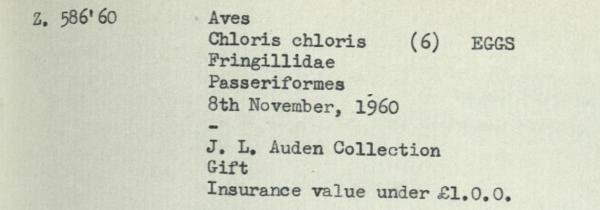 Z. 586'60 Aves
Chloris chloris (6) EGGS
Fringillidae
Passeriformes
8th November, 1960
-
J. L. Auden Collection
Gift
Insurance value under £1.0.0.